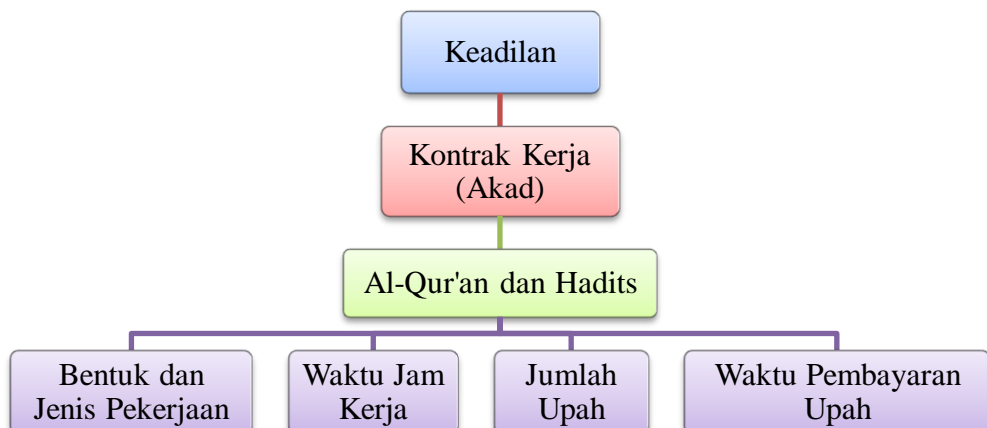 Keadilan
Kontrak Kerja
(Akad)
Al-Qur'an dan Hadits
Bentuk dan
Jenis Pekerjaan
Waktu Jam
Kerja
Jumlah
Upah
Waktu Pembayaran
Upah